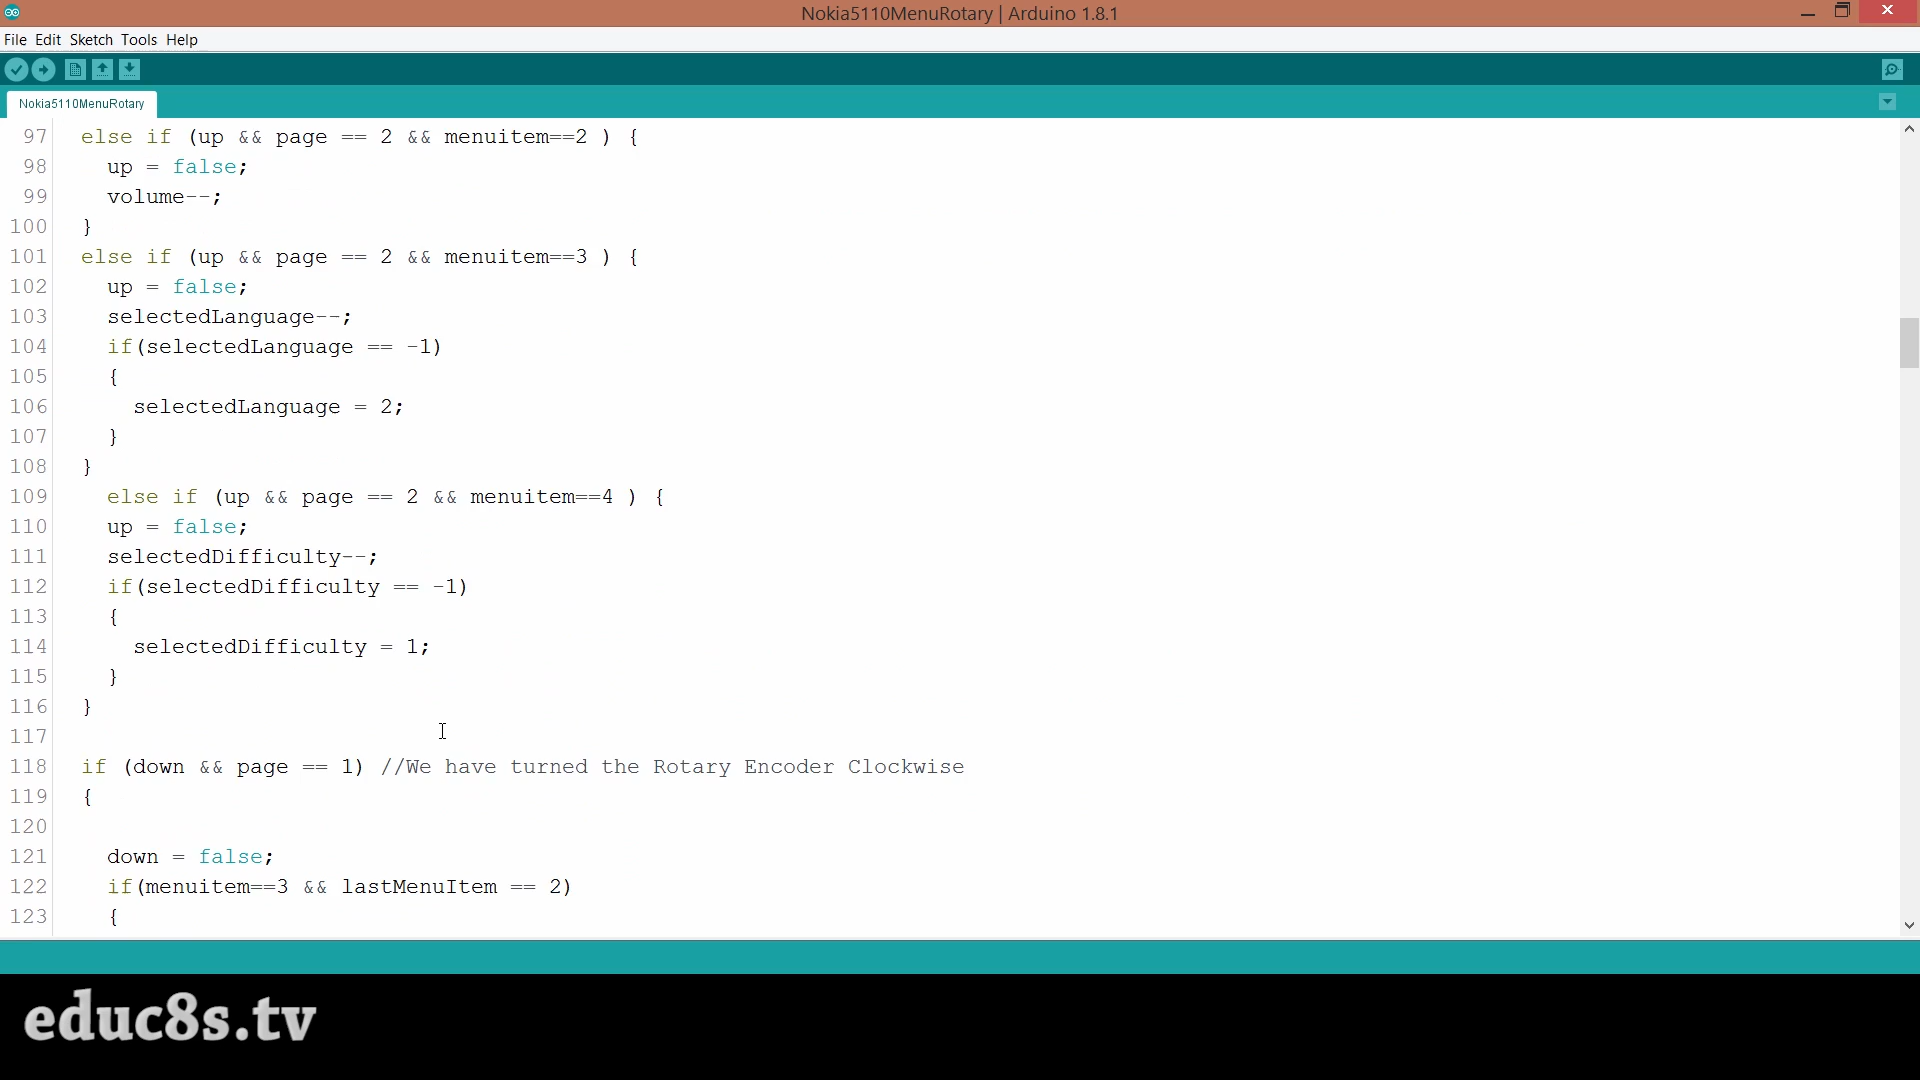 Nokia5110MenuRotary | Arduino 1.8.1
File Edit Sketch Tools Help
Nokia5110MenuRotary
97 else if (up && page == 2 && menuitem==2 ) {
98 up = false;
99 volume--;
100 }
101 else if (up && page == 2 && menuitem==3 ) {
102 up = false;
103 selectedLanguage--;
104 if(selectedLanguage == -1)
105 {
106 selectedLanguage = 2;
107 }
108 }
109 else if (up && page == 2 && menuitem==4 ) {
110 up = false;
111 selectedDifficulty--;
112 if(selectedDifficulty == -1)
113 {
114 selectedDifficulty = 1;
115 }
116 }
117
118 if (down && page == 1) //We have turned the Rotary Encoder Clockwise
119 {
120
121 down = false;
122 if(menuitem==3 && lastMenuItem == 2)
123 {
educ8s.tv